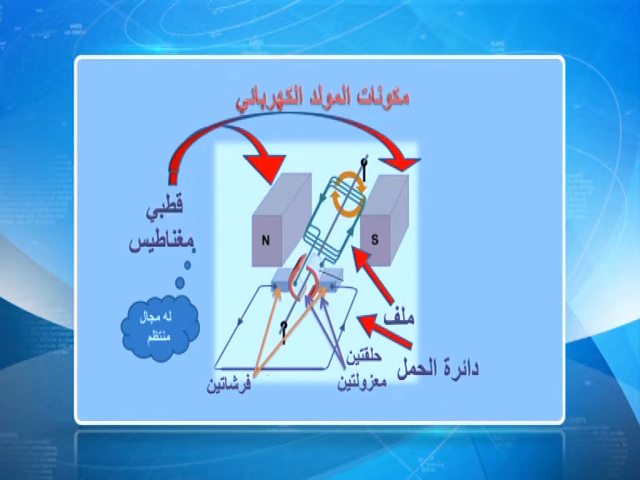 مكونات المولد الكهربائي
قطبي
مغناطيس
N
S
له مجال
منتظم
ملف
دائرة الحمل
حلقتين
معزولتين
فرشاتين